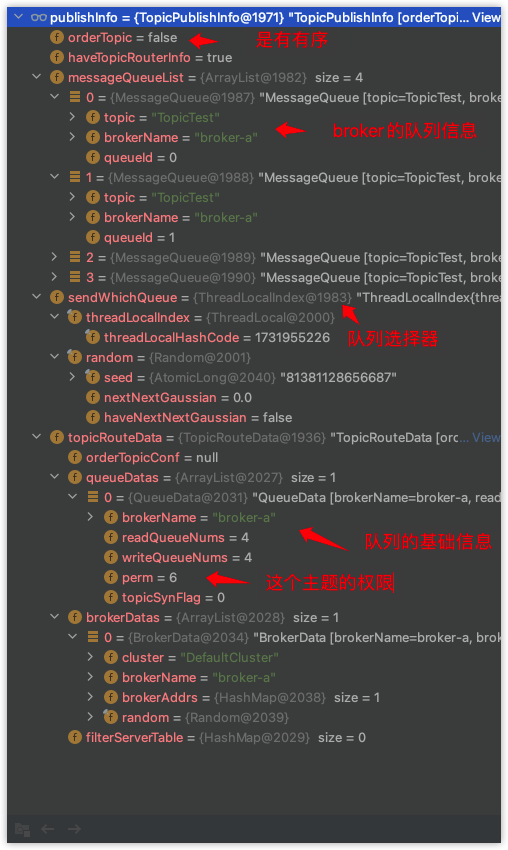 publishInfo = {TopicPublishInfo@1971} "TopicPublishInfo [orderTopi... View
orderTopic = false
是有有序
haveTopicRouterInfo = true
messageQueueList = {ArrayList@1982} size = 4
0 = {MessageQueue@1987} "MessageQueue [topic=TopicTest, broke
topic = "TopicTest"
brokerName = "broker-a"
broker的队列信息
queueId = 0
1 = {MessageQueue@1988} "MessageQueue [topic=TopicTest, broke
topic = "TopicTest"
brokerName = "broker-a"
queueId = 1
2 = {MessageQueue@1989} "MessageQueue [topic=TopicTest, broke
3 = {MessageQueue@1990} "MessageQueue [topic=TopicTest, broke
sendWhichQueue = {ThreadLocalIndex@1983} "ThreadLocalIndex{threa
threadLocalIndex = {ThreadLocal@2000}
threadLocalHashCode = 1731955226
队列选择器
random = {Random@2001}
seed = {AtomicLong@2040} "81381128656687"
nextNextGaussian = 0.0
haveNextNextGaussian = false
topicRouteData = {TopicRouteData@1936} "TopicRouteData [orc... View
orderTopicConf = null
queueDatas = {ArrayList@2027} size = 1
0 = {QueueData@2031} "QueueData [brokerName=broker-a, read
brokerName = "broker-a"
readQueueNums = 4
队列的基础信息
writeQueueNums = 4
perm = 6
这个主题的权限
topicSynFlag = 0
brokerDatas = {ArrayList@2028} size = 1
0 = {BrokerData@2034} "BrokerData [brokerName=broker-a, brok
cluster = "DefaultCluster"
brokerName = "broker-a"
brokerAddrs = {HashMap@2038} size = 1
random = {Random@2039}
filterServerTable = {HashMap@2029} size = 0